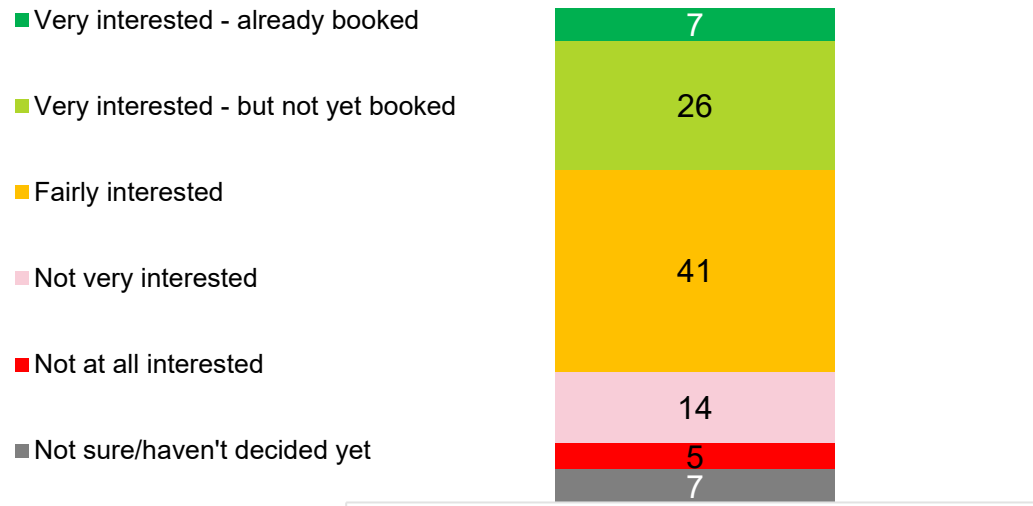 Very interested - already booked
7
Very interested - but not yet booked
26
Fairly interested
41
Not very interested
14
Not at all interested
5
Not sure/haven't decided yet
7